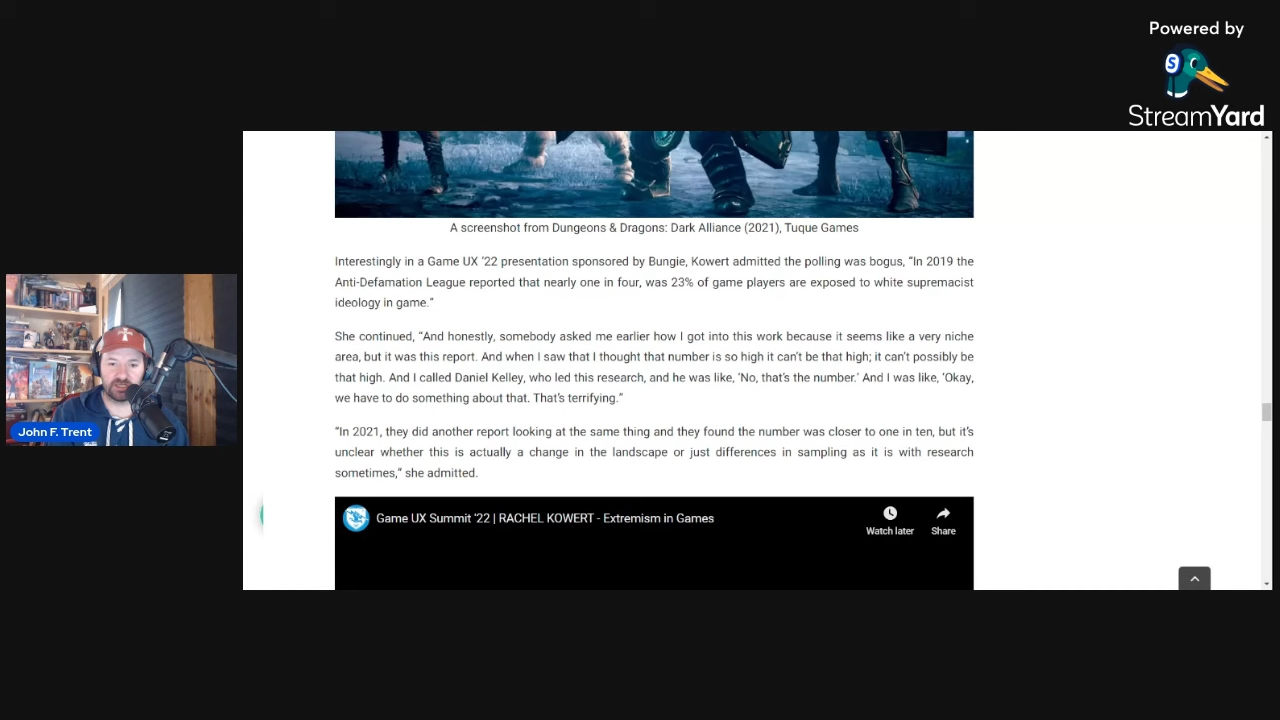 Powered by
StreamYard
A screenshot from Dungeons & Dragons: Dark Alliance (2021), Tuque Games
Interestingly in a Game UX ’22 presentation sponsored by Bungie, Kowert admitted the polling was bogus, “In 2019 the
Anti-Defamation League reported that nearly one in four, was 23% of game players are exposed to white supremacist
ideology in game.“
She continued, “And honestly, somebody asked me earlier how I got into this work because it seems like a very niche
area, but it was this report. And when I saw that I thought that number is so high it can’t be that high; it can’t possibly be
that high. And I called Daniel Kelley, who led this research, and he was like, ‘No, that’s the number.’ And I was like, ‘Okay,
we have to do something about that. That’s terrifying.”
John F. Trent
“In 2021, they did another report looking at the same thing and they found the number was closer to one in ten, but it’s
unclear whether this is actually a change in the landscape or just differences in sampling as it is with research
sometimes,“ she admitted.
Game UX Summit '22 | RACHEL KOWERT - Extremism in Games
Watch later
Share